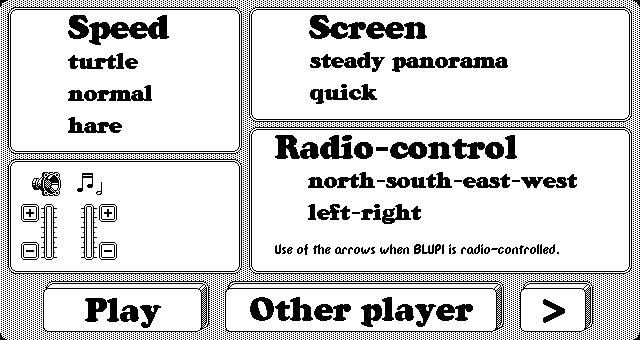 Speed
turtle
normal
hare
Screen
steady panorama
quick
Radio-control
north-south-east-west
left-right
Use of the arrows when BLUPI is radio-controlled.
+ +
- -
Play
Other player
>